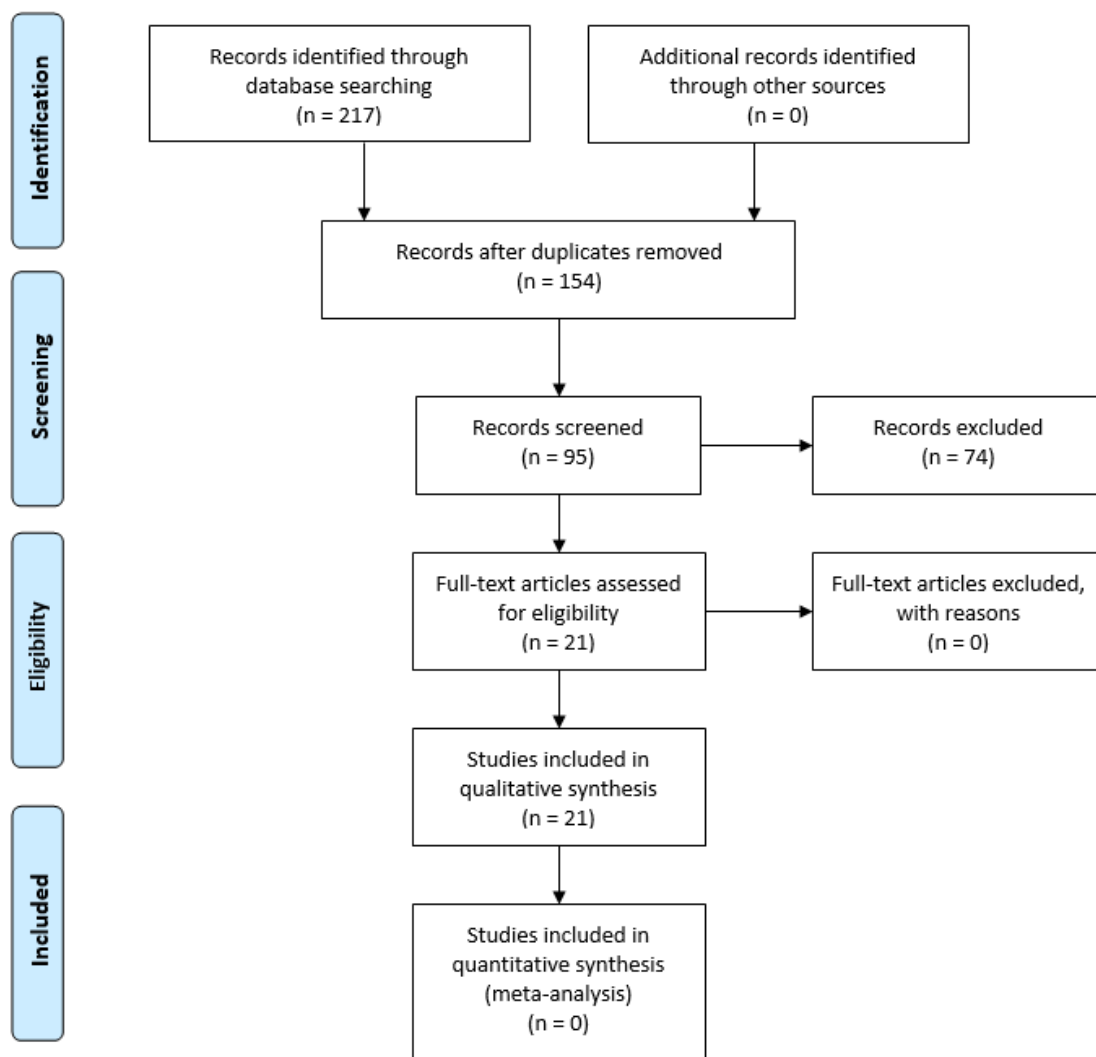 Identification
Records identified through
database searching
(n = 217)
Additional records identified
through other sources
(n = 0)
Records after duplicates removed
(n = 154)
Screening
Records screened
(n = 95)
Records excluded
(n = 74)
Eligibility
Full-text articles assessed
for eligibility
(n = 21)
Full-text articles excluded,
with reasons
(n = 0)
Studies included in
qualitative synthesis
(n = 21)
Included
Studies included in
quantitative synthesis
(meta-analysis)
(n = 0)